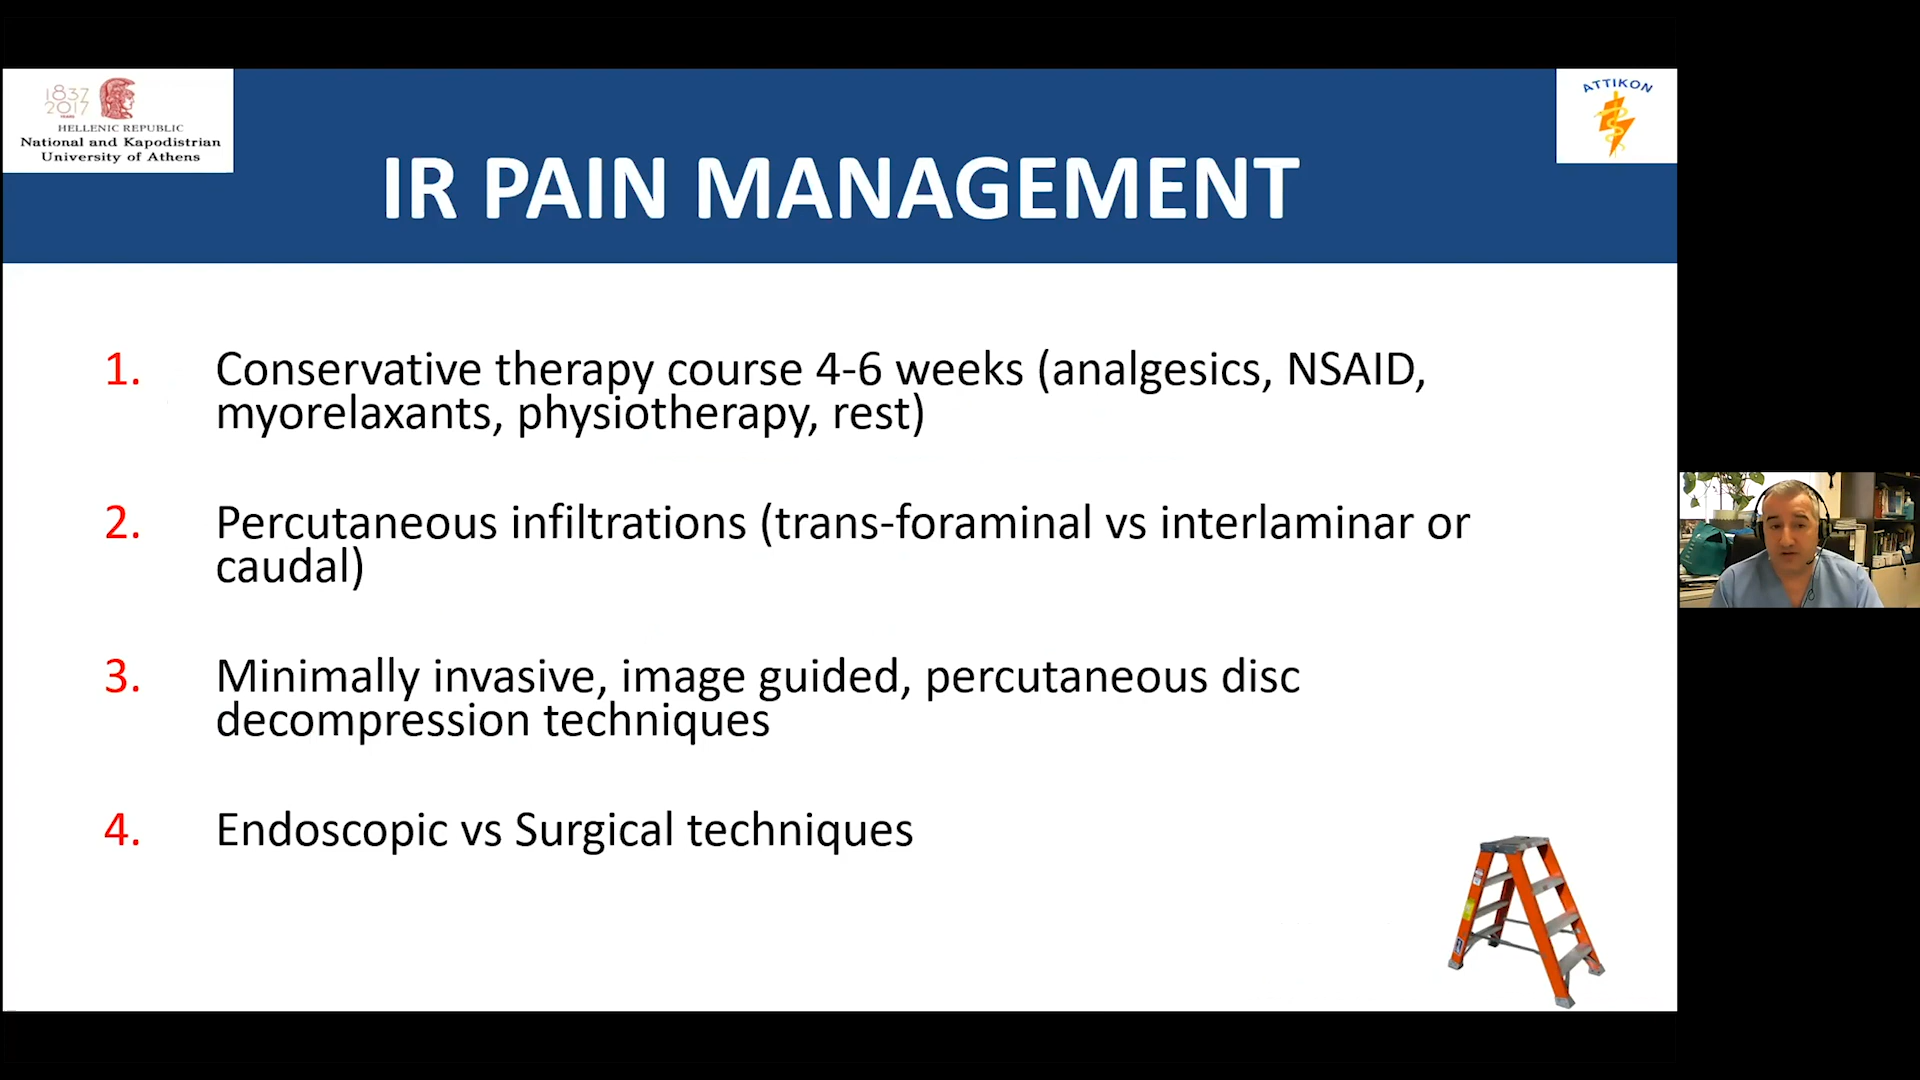 1837
2017
YEARS
HELLENIC REPUBLIC
National and Kapodistrian
University of Athens
ATTIKON
IR PAIN MANAGEMENT
1. Conservative therapy course 4-6 weeks (analgesics, NSAID,
myorelaxants, physiotherapy, rest)
2. Percutaneous infiltrations (trans-foraminal vs interlaminar or
caudal)
3. Minimally invasive, image guided, percutaneous disc
decompression techniques
4. Endoscopic vs Surgical techniques